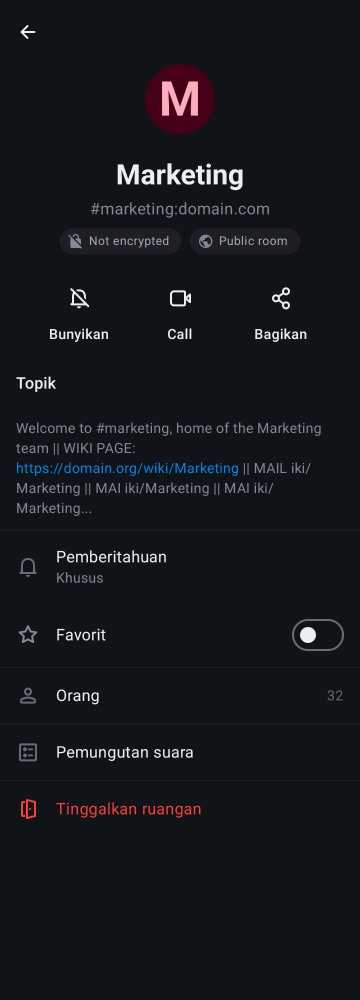 M
Marketing
#marketing:domain.com
Not encrypted
Public room
Bunyikan
Call
Bagikan
Topik
Welcome to #marketing, home of the Marketing
team || WIKI PAGE:
https://domain.org/wiki/Marketing || MAIL iki/
Marketing || MAI iki/Marketing || MAI iki/
Marketing...
Pemberitahuan
Khusus
Favorit
Orang 32
Pemungutan suara
Tinggalkan ruangan